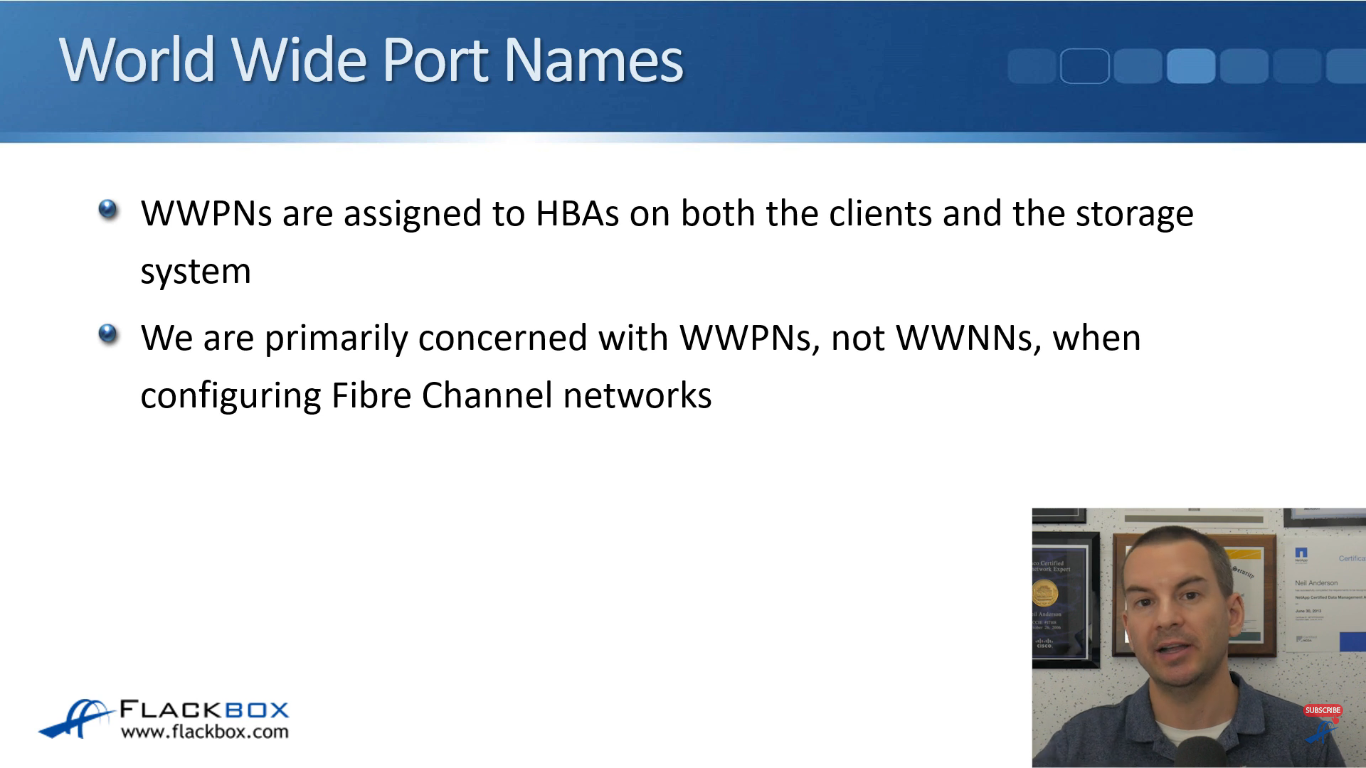 World Wide Port Names
WWPNs are assigned to HBAs on both the clients and the storage
system
We are primarily concerned with WWPNs, not WWNNs, when
configuring Fibre Channel networks
FLACKBOX
www.flackbox.com
Neil Anderson
SUBSCRIBE